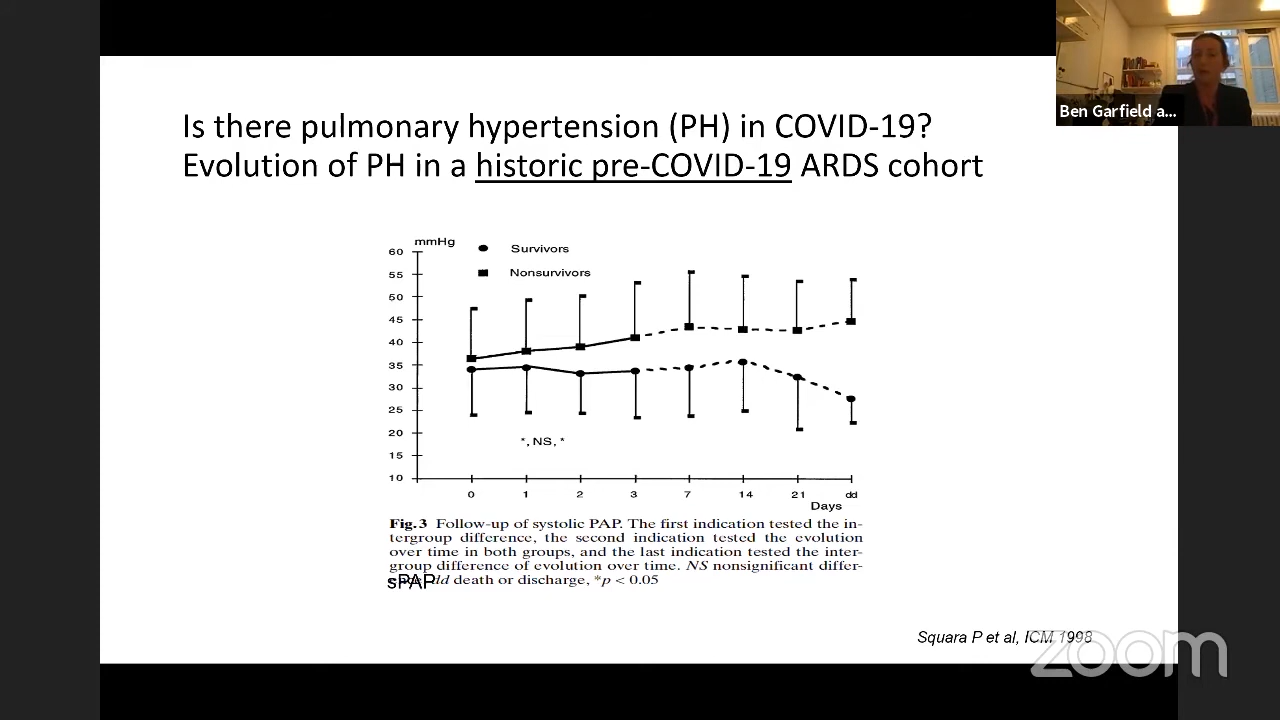 Ben Garfield a...
Is there pulmonary hypertension (PH) in COVID-19?
Evolution of PH in a historic pre-COVID-19 ARDS cohort
mmHg
Survivors
Nonsurvivors
60
55
50
45
40
35
30
25
20
15
10
*, NS, *
0 1 2 3 7 14 21 dd
Days
Fig. 3 Follow-up of systolic PAP. The first indication tested the in-
tergroup difference, the second indication tested the evolution
over time in both groups, and the last indication tested the inter-
group difference of evolution over time. NS nonsignificant differ-
dd death or discharge, *p < 0.05
sPAP
Squara P et al, ICM 1998
zoom